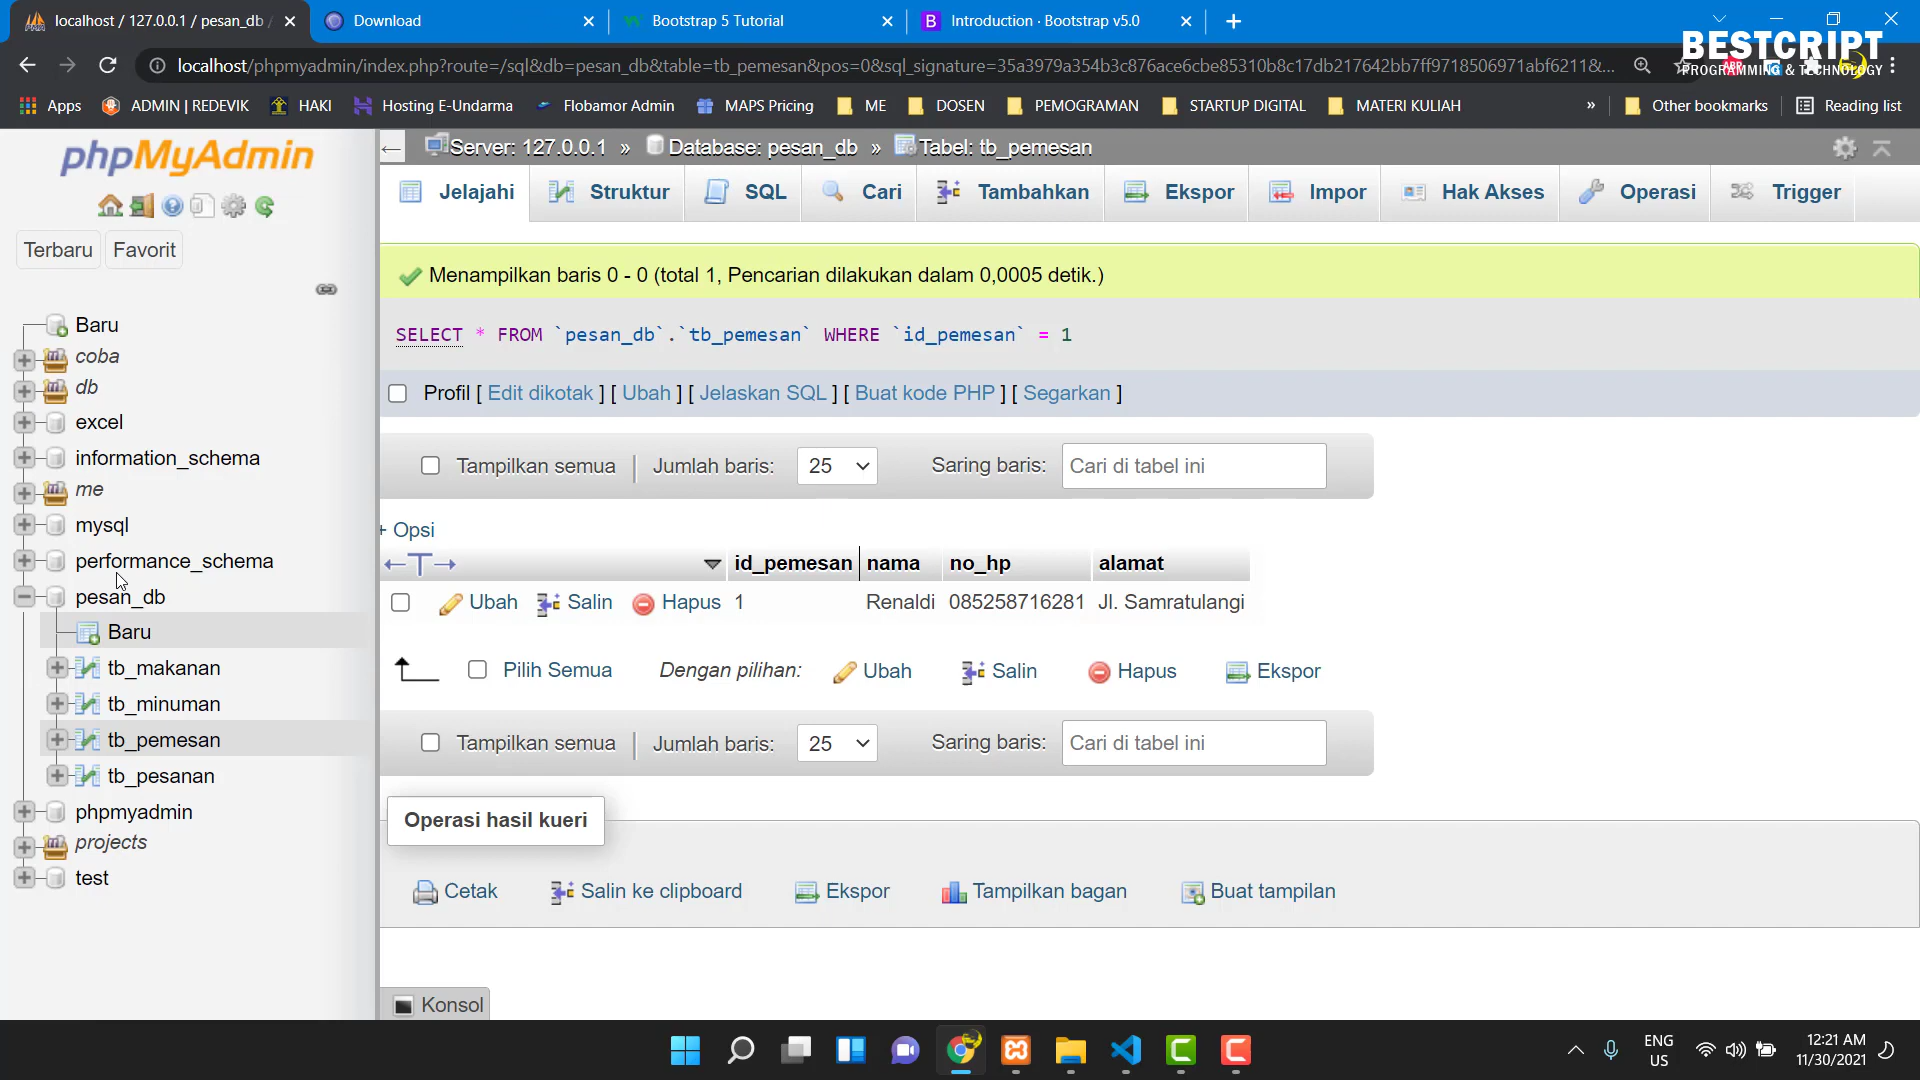 localhost / 127.0.0.1 / pesan_db /
Download
Bootstrap 5 Tutorial
Introduction · Bootstrap v5.0
BESTCRIPT
PROGRAMMING & TECHNOLOGY
localhost/phpmyadmin/index.php?route=/sql&db=pesan_db&table=tb_pemesan&pos=0&sql_signature=35a3979a354b3c876ace6cbe85310b8c17db217642bb7ff9718506971abf6211&...
Apps
ADMIN | REDEVIK
HAKI
Hosting E-Undarma
Flobamor Admin
MAPS Pricing
ME
DOSEN
PEMOGRAMAN
STARTUP DIGITAL
MATERI KULIAH
»
Other bookmarks
Reading list
phpMyAdmin
Terbaru
Favorit
Baru
coba
db
excel
information_schema
me
mysql
performance_schema
pesan_db
Baru
tb_makanan
tb_minuman
tb_pemesan
tb_pesanan
phpmyadmin
projects
test
Server: 127.0.0.1 » Database: pesan_db » Tabel: tb_pemesan
Jelajahi
Struktur
SQL
Cari
Tambahkan
Ekspor
Impor
Hak Akses
Operasi
Trigger
Menampilkan baris 0 - 0 (total 1, Pencarian dilakukan dalam 0,0005 detik.)
SELECT * FROM `pesan_db`.`tb_pemesan` WHERE `id_pemesan` = 1
Profil [ Edit dikotak ] [ Ubah ] [ Jelaskan SQL ] [ Buat kode PHP ] [ Segarkan ]
Tampilkan semua | Jumlah baris: 25 Saring baris: Cari di tabel ini
+ Opsi
id_pemesan nama no_hp alamat
Ubah Salin Hapus 1 Renaldi 085258716281 Jl. Samratulangi
Pilih Semua Dengan pilihan: Ubah Salin Hapus Ekspor
Tampilkan semua | Jumlah baris: 25 Saring baris: Cari di tabel ini
Operasi hasil kueri
Cetak Salin ke clipboard Ekspor Tampilkan bagan Buat tampilan
Konsol
ENG
US
12:21 AM
11/30/2021